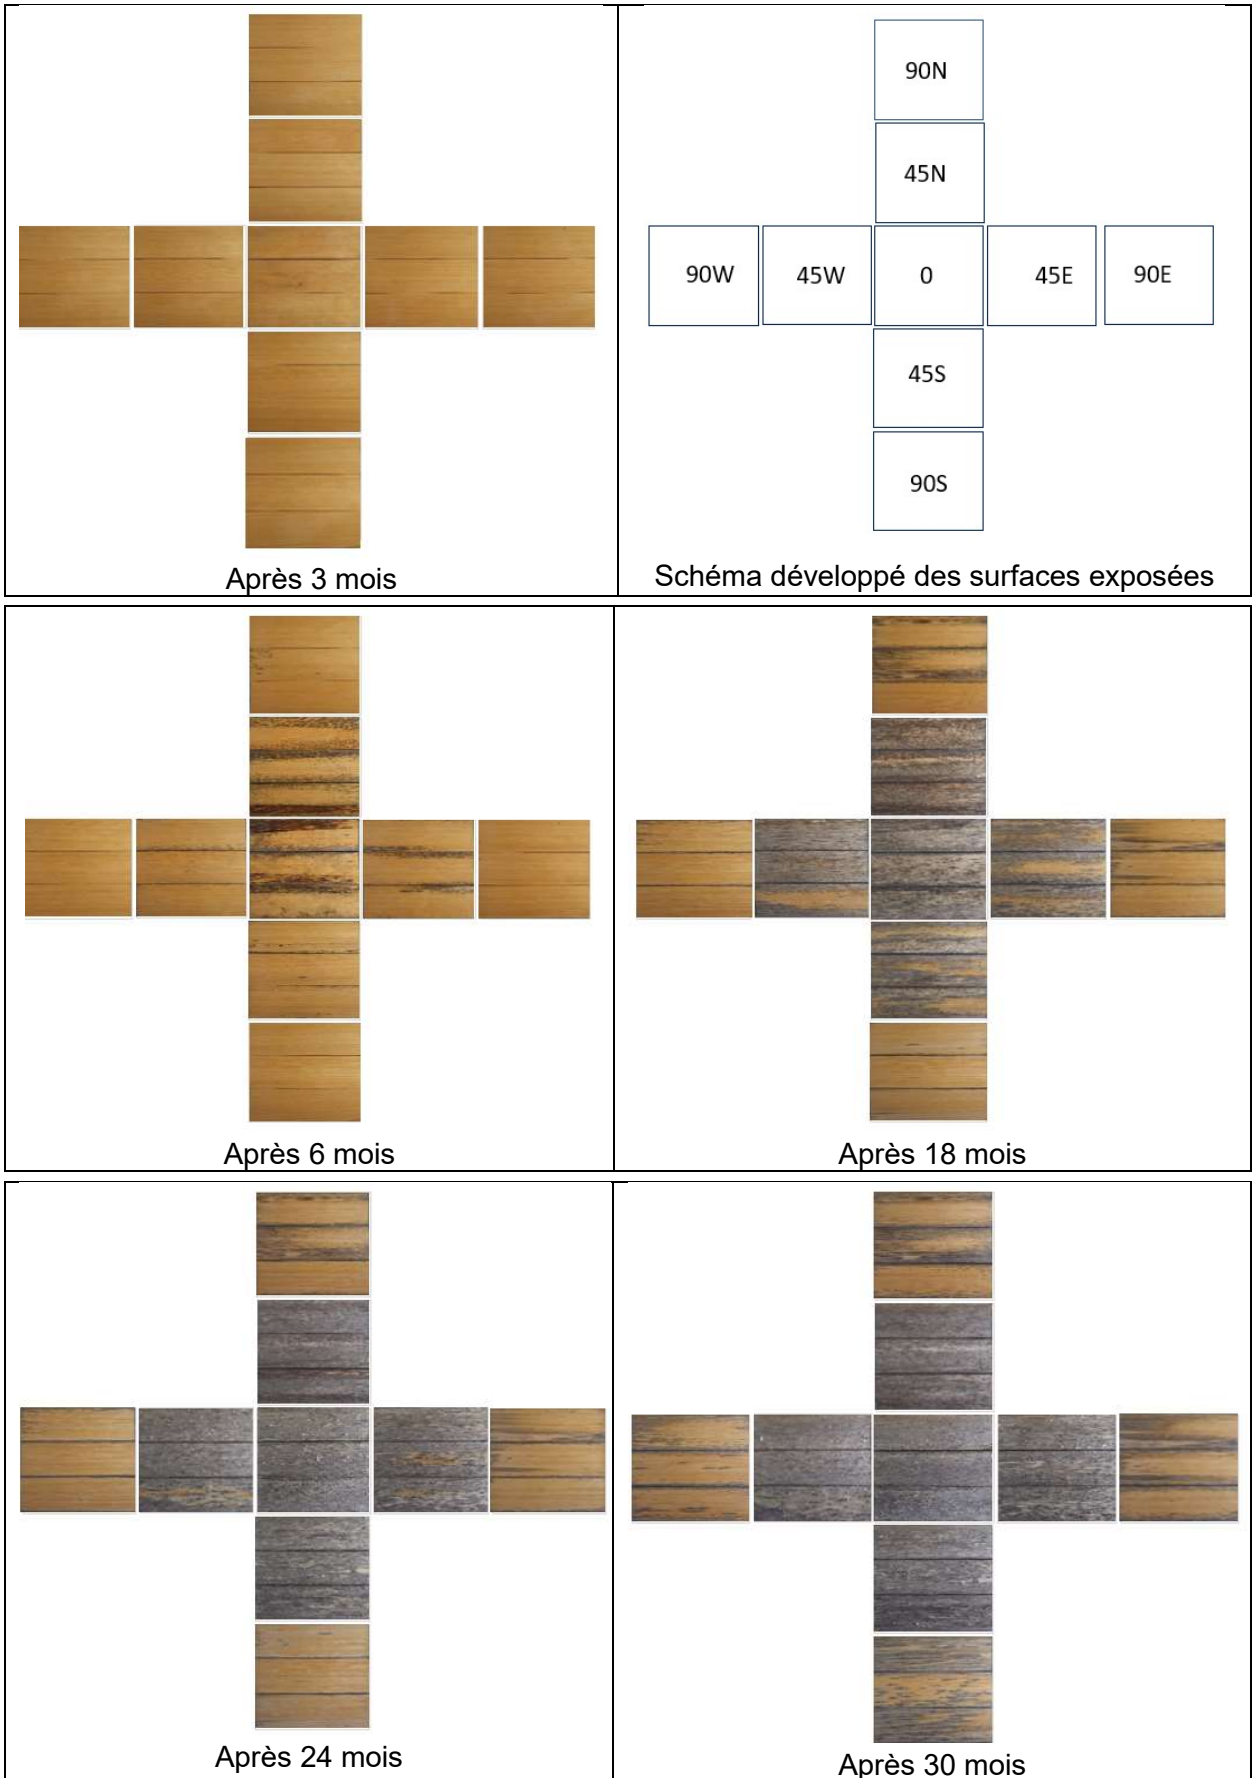 90N
45N
90W 45W 0 45E 90E
45S
90S
Après 3 mois
Schéma développé des surfaces exposées
Après 6 mois
Après 18 mois
Après 24 mois
Après 30 mois